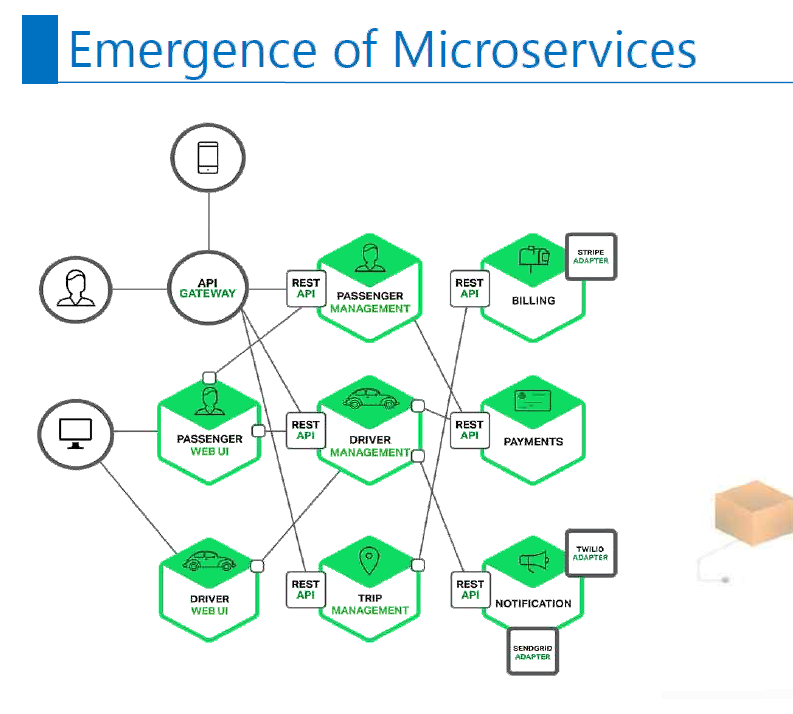 Emergence of Microservices
API
GATEWAY
REST
API
PASSENGER
MANAGEMENT
REST
API
BILLING
STRIPE
ADAPTER
PASSENGER
WEB UI
REST
API
DRIVER
MANAGEMENT
REST
API
PAYMENTS
DRIVER
WEB UI
REST
API
TRIP
MANAGEMENT
REST
API
NOTIFICATION
TWILIO
ADAPTER
SENDGRID
ADAPTER